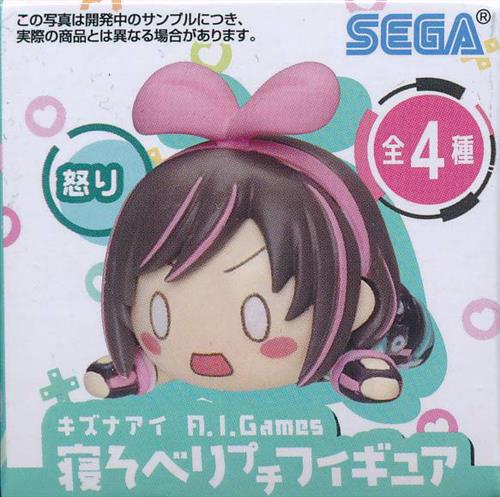 この写真は開発中のサンプルにつき、
実際の商品とは異なる場合があります。
SEGA®
全4種
怒り
キズナアイ A.I.Games
寝そべりプチフィギュア